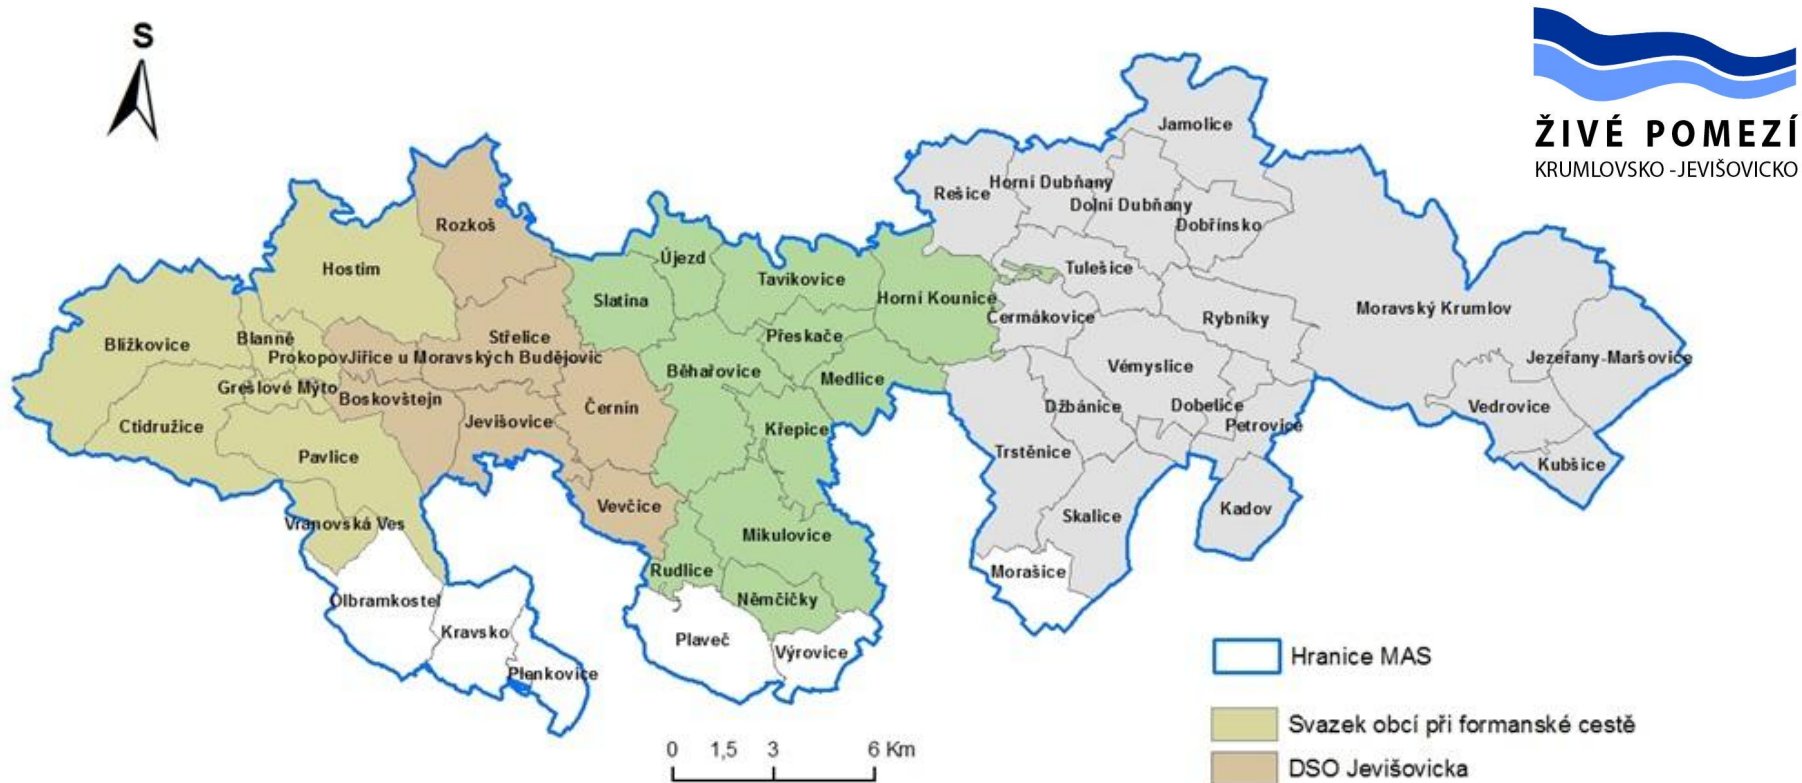 S
ŽIVÉ POMEZÍ
KRUMLOVSKO -JEVIŠOVICKO
Jamolice
Rešice
Horní Dubňany
Dolní Dubňany
Dobřínsko
Rozkoš
Hostim
Újezd
Tavikovice
Tulešice
Slatina
Horní Kounice
Čermákovice
Rybníky
Moravský Krumlov
Blížkovice
Blanné
Střelice
Přeskače
Prokopov
Jiřice u Moravských Budějovic
Jezeřany-Maršovice
Běhařovice
Medlice
Vémyslice
Grešlové Mýto
Boskovštejn
Černín
Džbánice
Dobelice
Vedrovice
Ctidružice
Jevišovice
Křepice
Petrovice
Pavlice
Trstěnice
Kubšice
Vevčice
Skalice
Kadov
Vranovská Ves
Mikulovice
Rudlice
Morašice
Olbramkostel
Němčičky
Kravsko
Plaveč
Výrovice
Plenkovice
Hranice MAS
Svazek obcí při formanské cestě
DSO Jevišovicka
0 1,5 3 6 Km